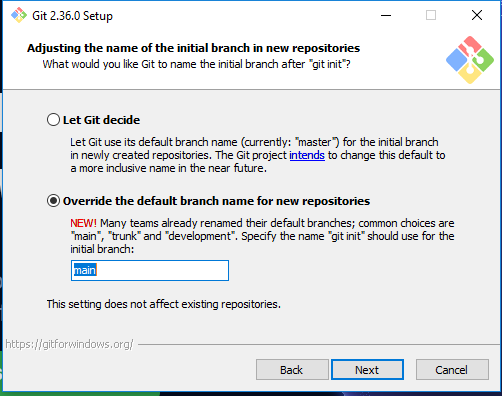 Git 2.36.0 Setup
Adjusting the name of the initial branch in new repositories
What would you like Git to name the initial branch after "git init"?
Let Git decide
Let Git use its default branch name (currently: "master") for the initial branch
in newly created repositories. The Git project intends to change this default to
a more inclusive name in the near future.
Override the default branch name for new repositories
NEW! Many teams already renamed their default branches; common choices are
"main", "trunk" and "development". Specify the name "git init" should use for the
initial branch:
main
This setting does not affect existing repositories.
https://gitforwindows.org/
Back
Next
Cancel